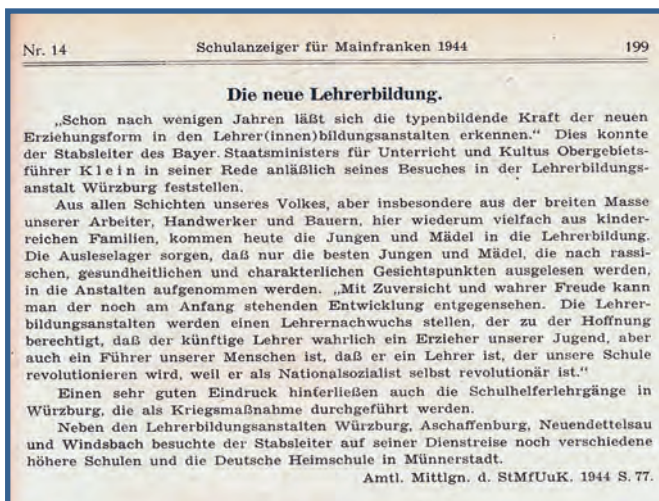 Nr. 14 Schulanzeiger für Mainfranken 1944 199
Die neue Lehrerbildung.
„Schon nach wenigen Jahren läßt sich die typenbildende Kraft der neuen
Erziehungsform in den Lehrer(innen)bildungsanstalten erkennen.“ Dies konnte
der Stabsleiter des Bayer. Staatsministers für Unterricht und Kultus Obergebiets-
führer Klein in seiner Rede anläßlich seines Besuches in der Lehrerbildungs-
anstalt Würzburg feststellen.
Aus allen Schichten unseres Volkes, aber insbesondere aus der breiten Masse
unserer Arbeiter, Handwerker und Bauern, hier wiederum vielfach aus kinder-
reichen Familien, kommen heute die Jungen und Mädel in die Lehrerbildung.
Die Ausleselager sorgen, daß nur die besten Jungen und Mädel, die nach rassi-
schen, gesundheitlichen und charakterlichen Gesichtspunkten ausgelesen werden,
in die Anstalten aufgenommen werden. „Mit Zuversicht und wahrer Freude kann
man der noch am Anfang stehenden Entwicklung entgegensehen. Die Lehrer-
bildungsanstalten werden einen Lehrernachwuchs stellen, der zu der Hoffnung
berechtigt, daß der künftige Lehrer wahrlich ein Erzieher unserer Jugend, aber
auch ein Führer unserer Menschen ist, daß er ein Lehrer ist, der unsere Schule
revolutionieren wird, weil er als Nationalsozialist selbst revolutionär ist.“
Einen sehr guten Eindruck hinterließen auch die Schulhelferlehrgänge in
Würzburg, die als Kriegsmaßnahme durchgeführt werden.
Neben den Lehrerbildungsanstalten Würzburg, Aschaffenburg, Neuendettelsau
und Windsbach besuchte der Stabsleiter auf seiner Dienstreise noch verschiedene
höhere Schulen und die Deutsche Heimschule in Münnerstadt.
Amtl. Mittlgn. d. StMfUuK. 1944 S. 77.